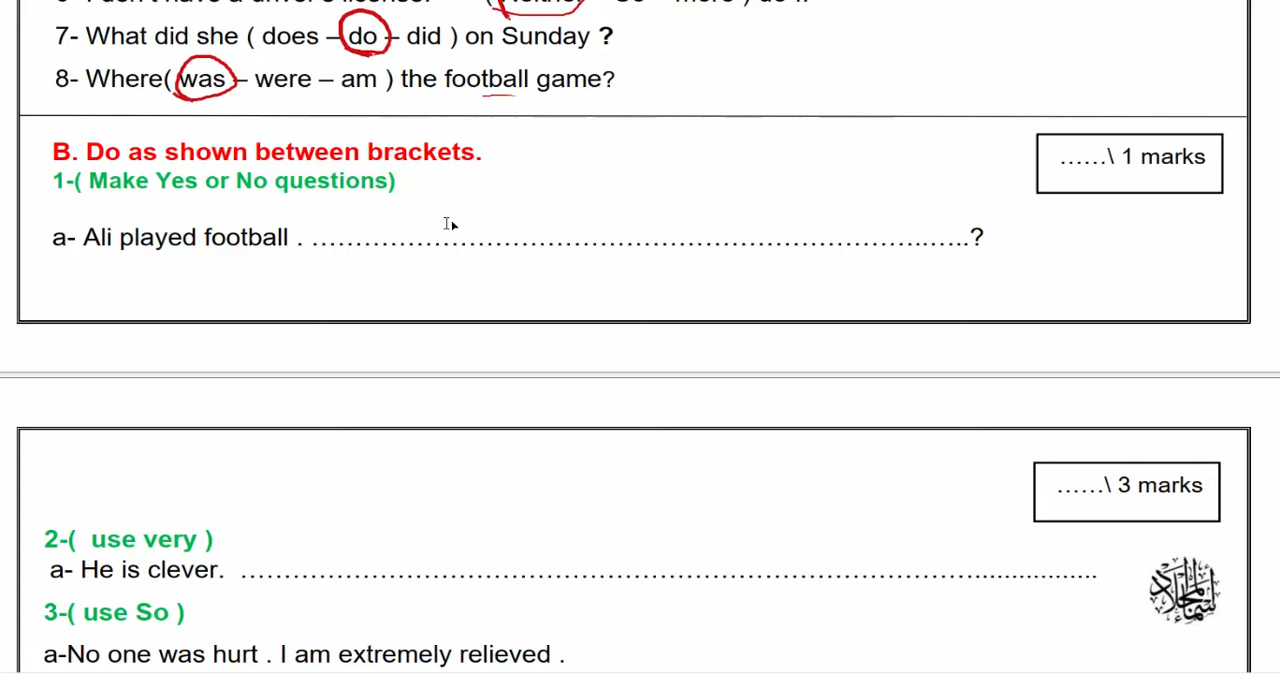 7- What did she ( does – do – did ) on Sunday ?
8- Where( was – were – am ) the football game?
B. Do as shown between brackets.
……\ 1 marks
1-( Make Yes or No questions)
a- Ali played football . ………………………………………………………………..…..?
……\ 3 marks
2-( use very )
a- He is clever. ……………………………………………………………………………................
3-( use So )
a-No one was hurt . I am extremely relieved .